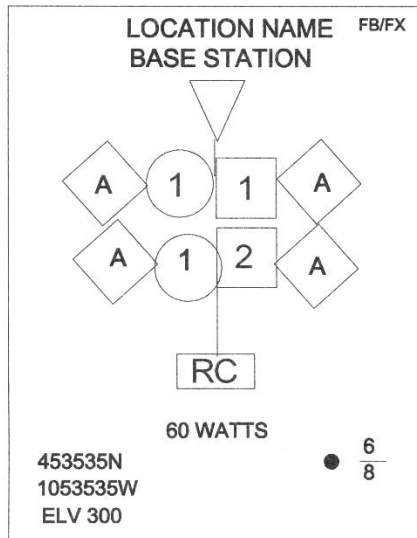 LOCATION NAME FB/FX
BASE STATION
A 1 1 A
A 1 2 A
RC
60 WATTS
453535N
1053535W
ELV 300
6
8